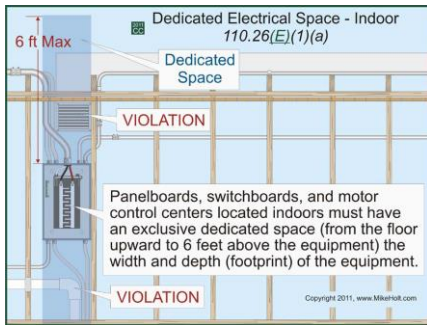 2011
CC
Dedicated Electrical Space - Indoor
110.26(E)(1)(a)
6 ft Max
Dedicated
Space
VIOLATION
Panelboards, switchboards, and motor
control centers located indoors must have
an exclusive dedicated space (from the floor
upward to 6 feet above the equipment) the
width and depth (footprint) of the equipment.
VIOLATION
Copyright 2011, www.MikeHolt.com